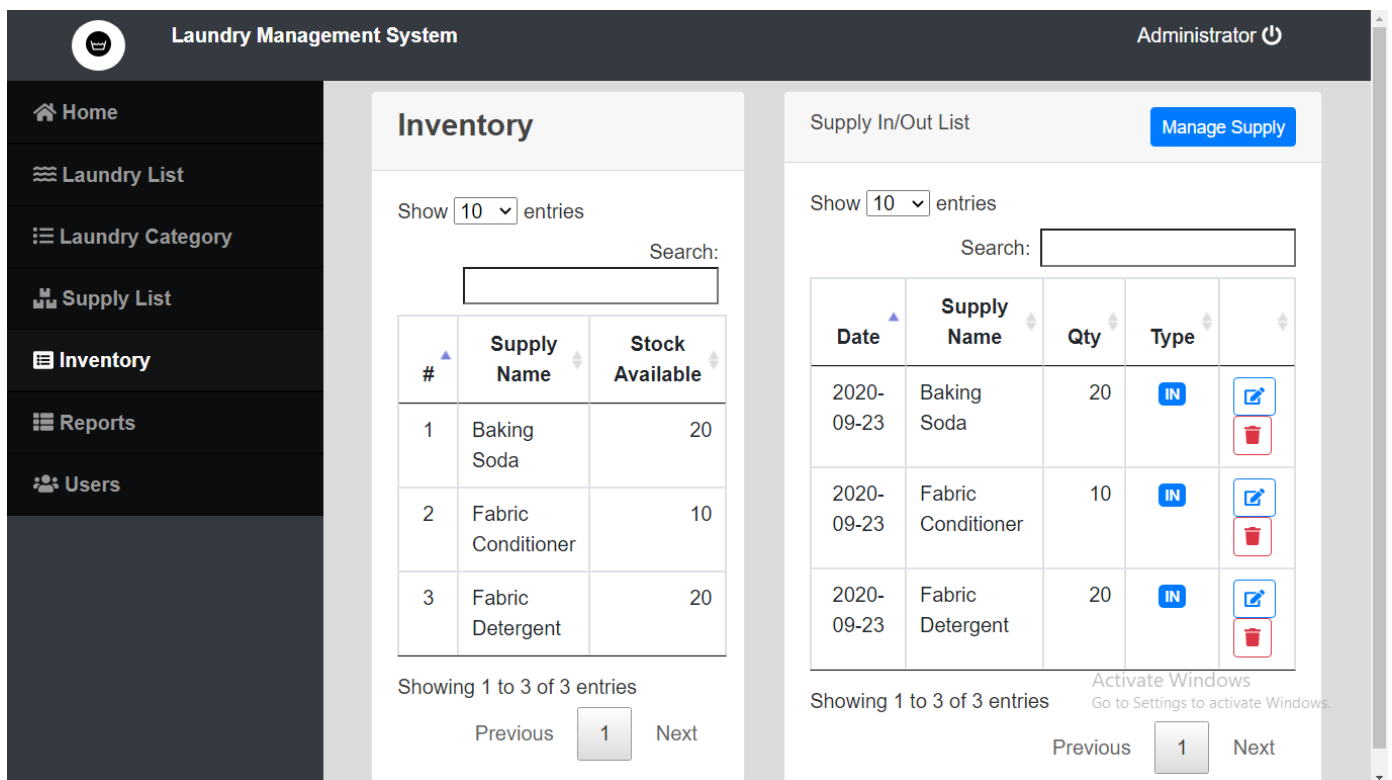 Laundry Management System
Administrator
Home
Laundry List
Laundry Category
Supply List
Inventory
Reports
Users
Inventory
Show 10 entries
Search:
# Supply Name Stock Available
1 Baking Soda 20
2 Fabric Conditioner 10
3 Fabric Detergent 20
Showing 1 to 3 of 3 entries
Previous 1 Next
Supply In/Out List
Manage Supply
Show 10 entries
Search:
Date Supply Name Qty Type
2020-09-23 Baking Soda 20 IN
2020-09-23 Fabric Conditioner 10 IN
2020-09-23 Fabric Detergent 20 IN
Showing 1 to 3 of 3 entries
Previous 1 Next
Activate Windows
Go to Settings to activate Windows.